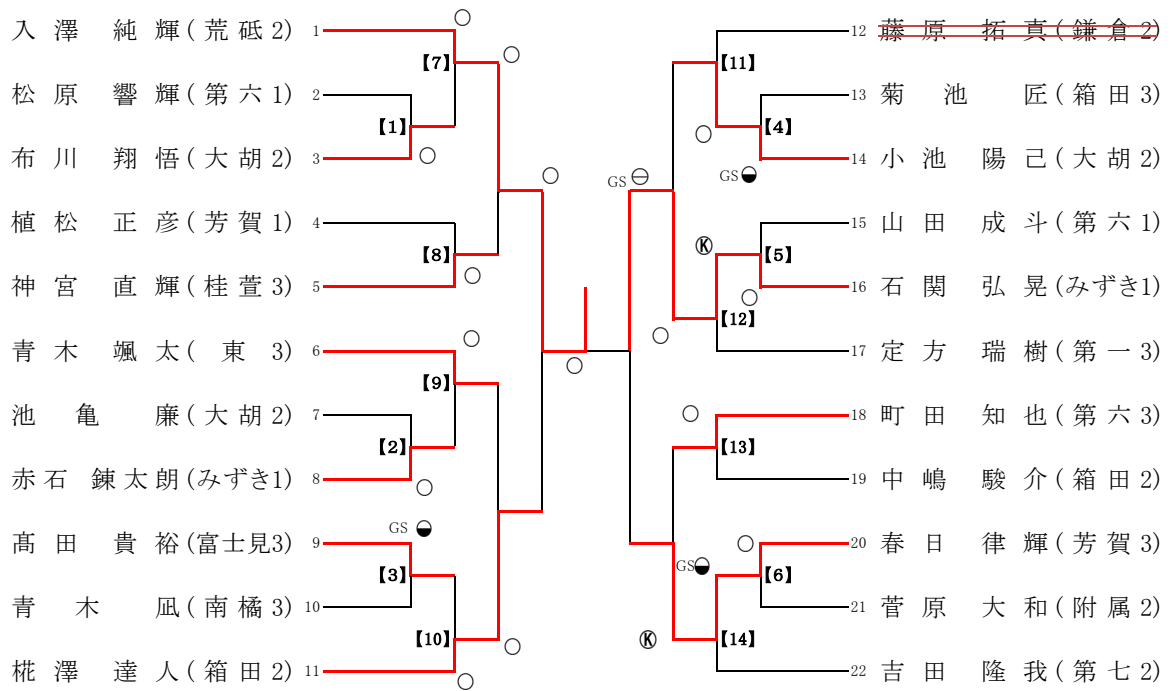 入澤 純輝(荒砥2) 1
松原 響輝(第六1) 2
布川 翔悟(大胡2) 3
植松 正彦(芳賀1) 4
神宮 直輝(桂萱3) 5
青木 颯太(東3) 6
池亀 廉(大胡2) 7
赤石 錬太朗(みずき1) 8
髙田 貴裕(富士見3) 9
青木 凪(南橘3) 10
椛澤 達人(箱田2) 11
【7】
【1】
【8】
【9】
【2】
GS
【3】
【10】
GS
【11】
【4】
GS
Ⓚ
【5】
【12】
【13】
GS
【6】
Ⓚ
【14】
12 藤原 拓真(鎌倉2)
13 菊池 匠(箱田3)
14 小池 陽己(大胡2)
15 山田 成斗(第六1)
16 石関 弘晃(みずき1)
17 定方 瑞樹(第一3)
18 町田 知也(第六3)
19 中嶋 駿介(箱田2)
20 春日 律輝(芳賀3)
21 菅原 大和(附属2)
22 吉田 隆我(第七2)